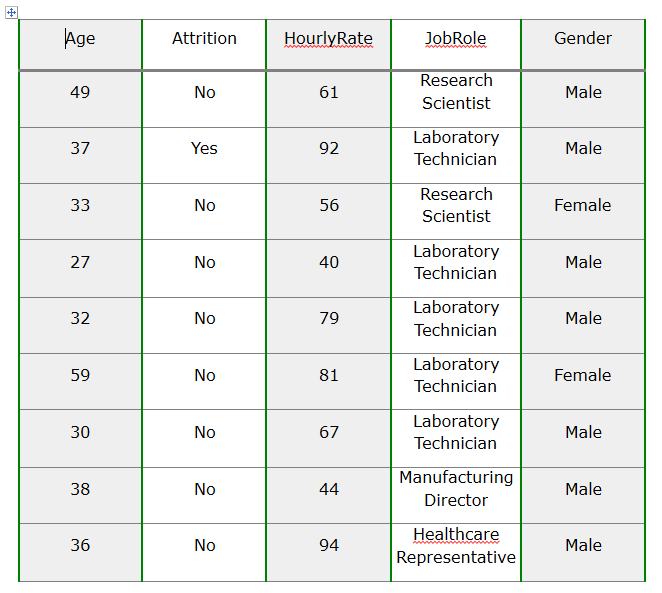 Age Attrition HourlyRate JobRole Gender
49 No 61 Research Scientist Male
37 Yes 92 Laboratory Technician Male
33 No 56 Research Scientist Female
27 No 40 Laboratory Technician Male
32 No 79 Laboratory Technician Male
59 No 81 Laboratory Technician Female
30 No 67 Laboratory Technician Male
38 No 44 Manufacturing Director Male
36 No 94 Healthcare Representative Male